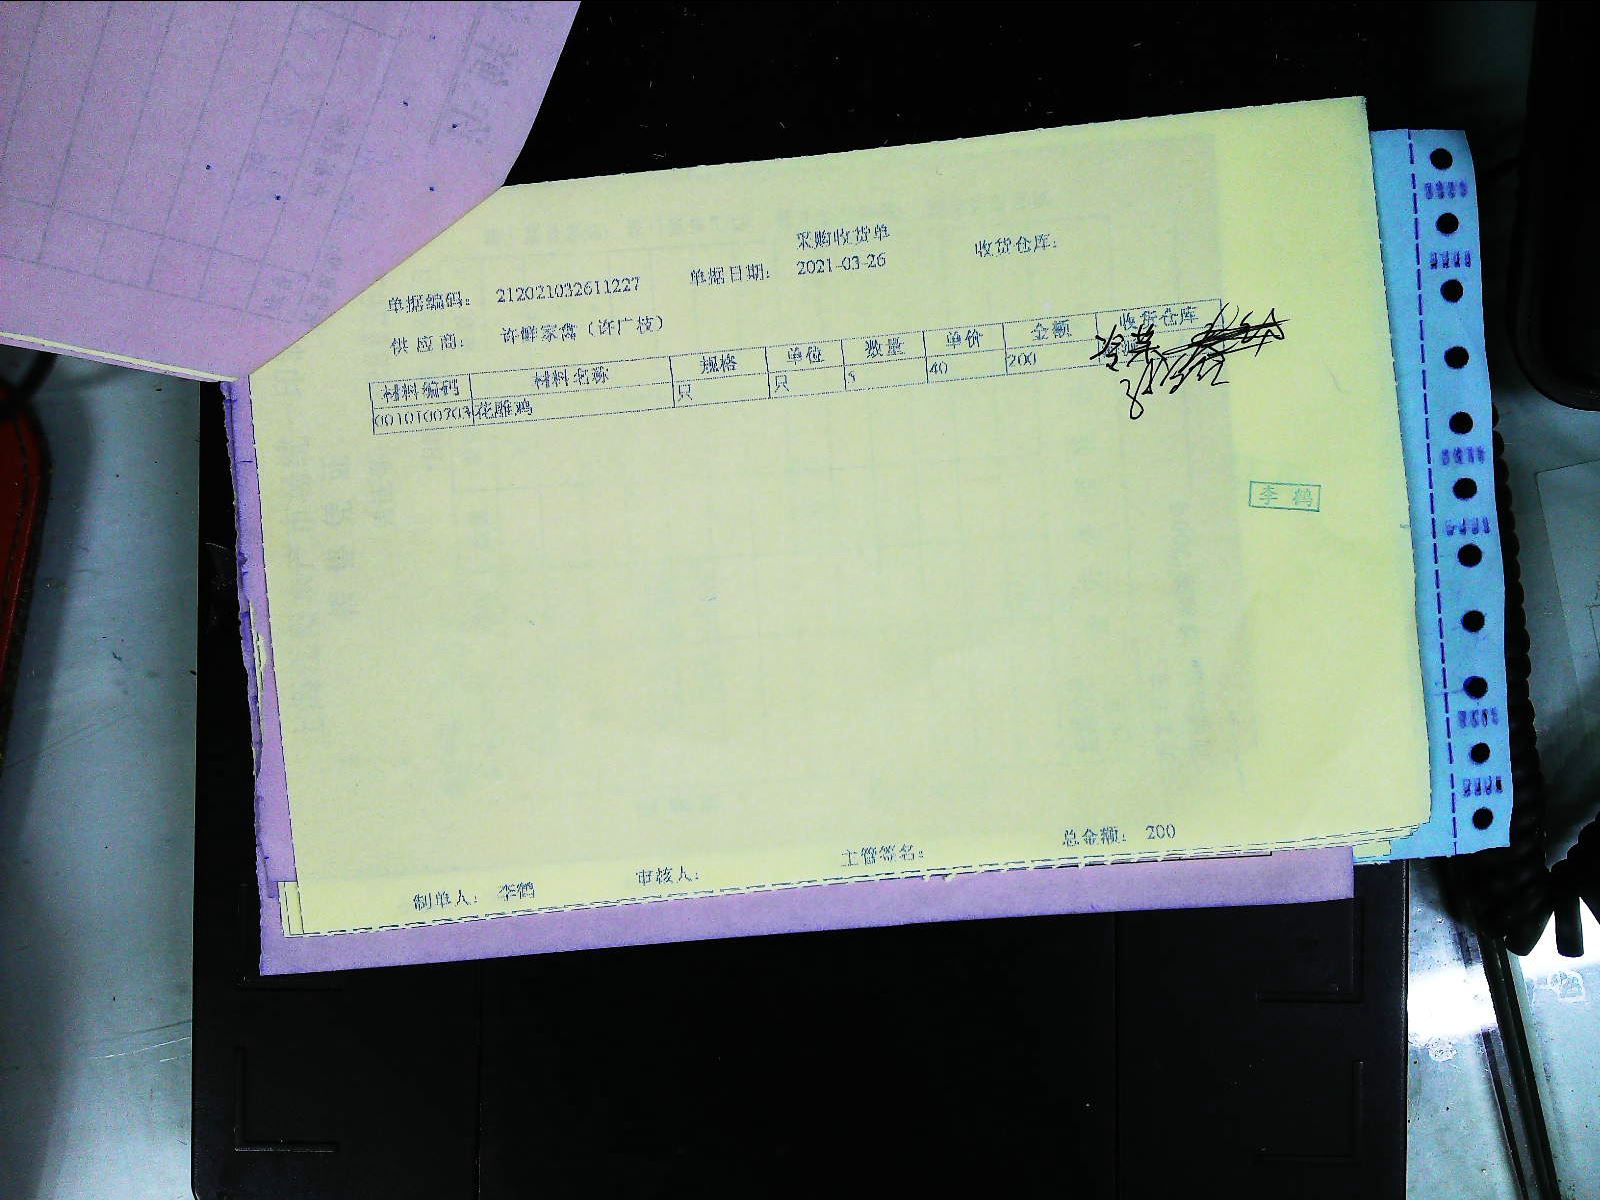 采购收货单
单据编码： 212021032611227 单据日期： 2021-03-26 收货仓库：
供应商： 许鲜家禽（许广枝）
材料编码 材料名称 规格 单位 数量 单价 金额 收货仓库
0010100703 花雕鸡 只 只 5 40 200
冷菜
李鹤
总金额： 200
制单人： 李鹤 审核人： 主管签名：